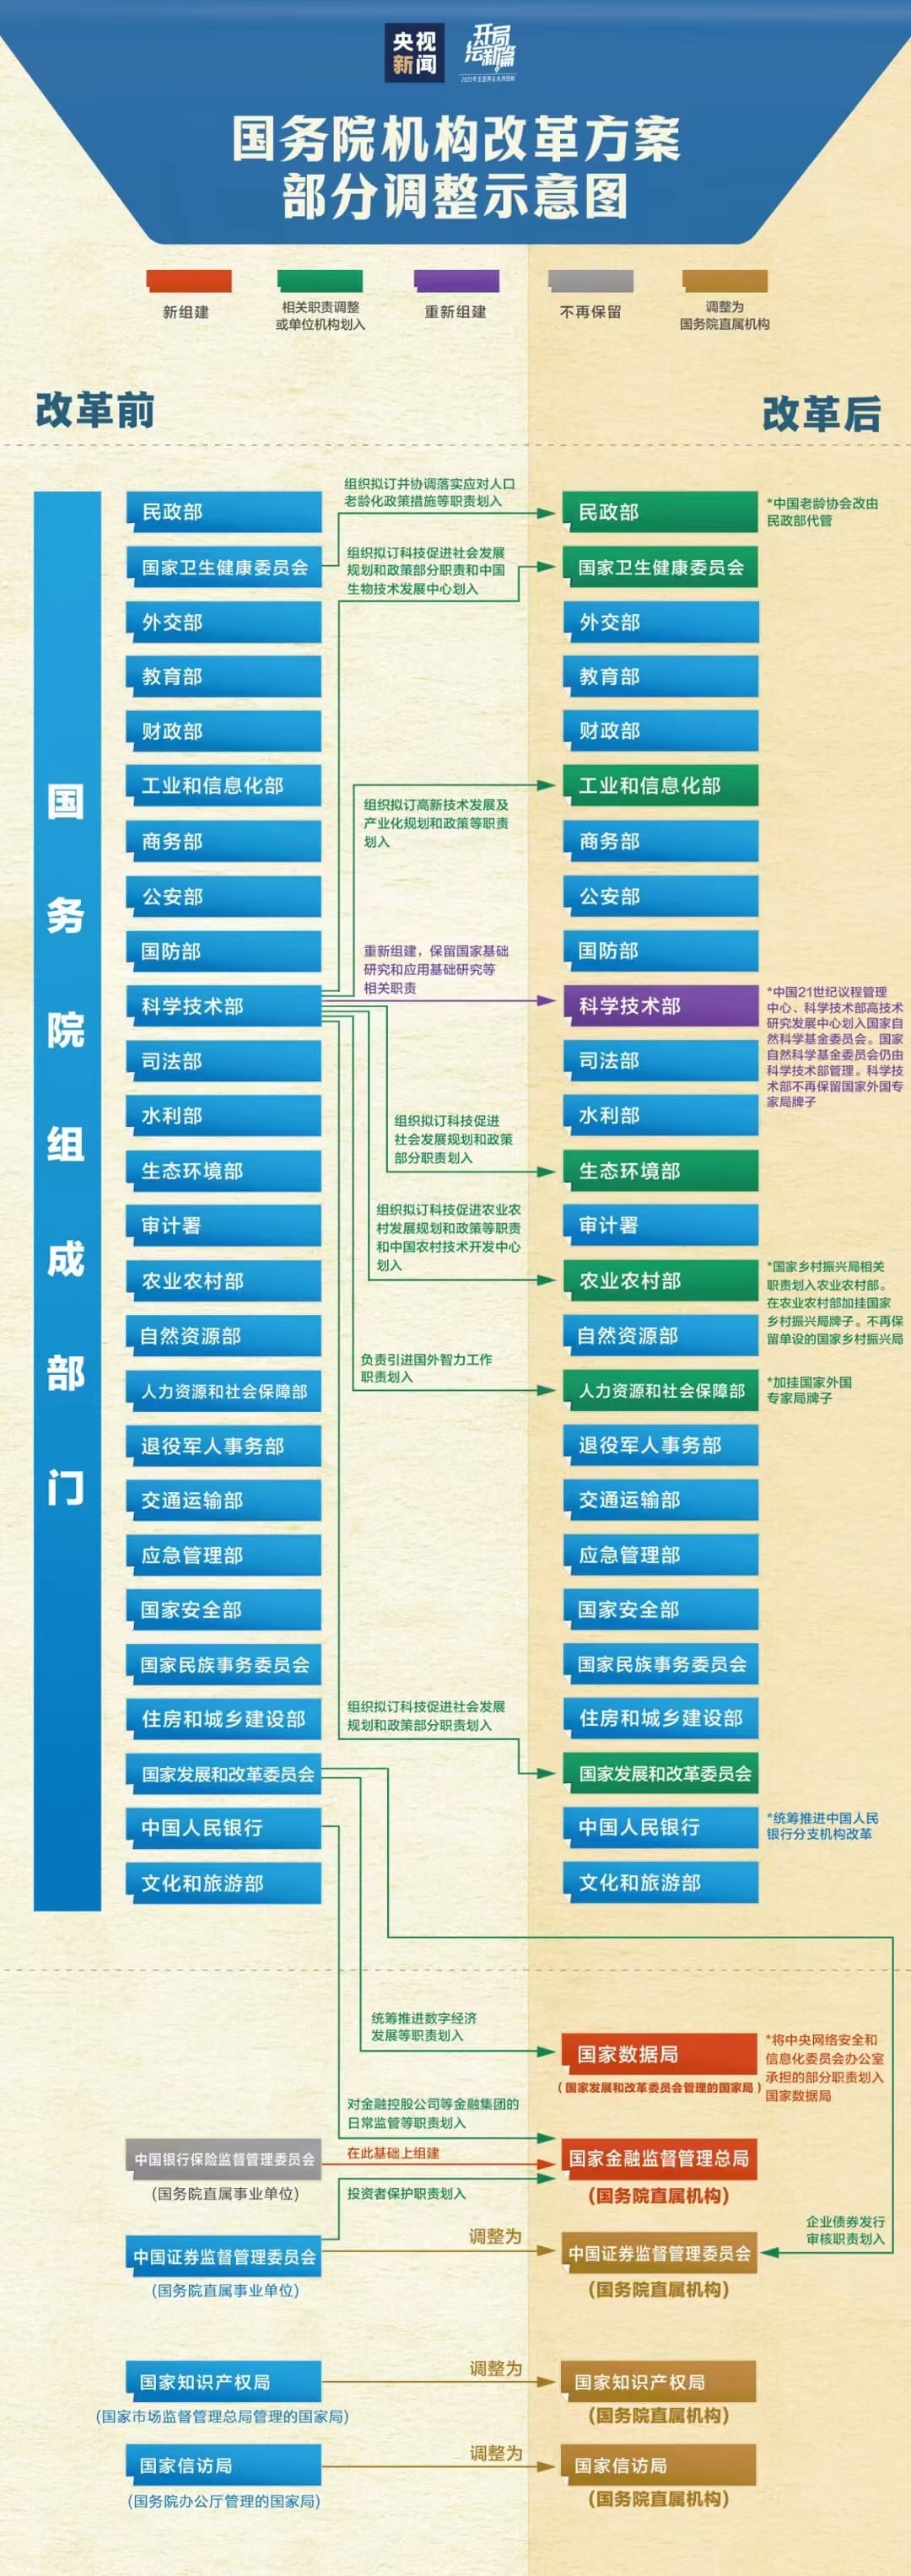 央视
新闻
开局
绘新篇
国务院机构改革方案
部分调整示意图
新组建
相关职责调整
或单位机构划入
重新组建
不再保留
调整为
国务院直属机构
改革前
改革后
国务院组成部门
民政部
组织拟订并协调落实应对人口
老龄化政策措施等职责划入
民政部
*中国老龄协会改由
民政部代管
国家卫生健康委员会
组织拟订科技促进社会发展
规划和政策部分职责和中国
生物技术发展中心划入
国家卫生健康委员会
外交部
外交部
教育部
教育部
财政部
财政部
工业和信息化部
工业和信息化部
组织拟订高新技术发展及
产业化规划和政策等职责
划入
商务部
商务部
公安部
公安部
国防部
国防部
重新组建，保留国家基础
研究和应用基础研究等
相关职责
科学技术部
科学技术部
*中国21世纪议程管理
中心、科学技术部高技术
研究发展中心划入国家自
然科学基金委员会。国家
自然科学基金委员会仍由
科学技术部管理。科学技
术部不再保留国家外国专
家局牌子
司法部
司法部
水利部
水利部
组织拟订科技促进
社会发展规划和政策
部分职责划入
生态环境部
生态环境部
审计署
审计署
组织拟订科技促进农业农
村发展规划和政策等职责
和中国农村技术开发中心
划入
农业农村部
农业农村部
*国家乡村振兴局相关
职责划入农业农村部。
在农业农村部加挂国家
乡村振兴局牌子。不再保
留单设的国家乡村振兴局
自然资源部
自然资源部
负责引进国外智力工作
职责划入
人力资源和社会保障部
人力资源和社会保障部
*加挂国家外国
专家局牌子
退役军人事务部
退役军人事务部
交通运输部
交通运输部
应急管理部
应急管理部
国家安全部
国家安全部
国家民族事务委员会
国家民族事务委员会
住房和城乡建设部
组织拟订科技促进社会发展
规划和政策部分职责划入
住房和城乡建设部
国家发展和改革委员会
国家发展和改革委员会
中国人民银行
中国人民银行
*统筹推进中国人民
银行分支机构改革
文化和旅游部
文化和旅游部
统筹推进数字经济
发展等职责划入
国家数据局
(国家发展和改革委员会管理的国家局)
*将中央网络安全和
信息化委员会办公室
承担的部分职责划入
国家数据局
对金融控股公司等金融集团的
日常监管等职责划入
中国银行保险监督管理委员会
(国务院直属事业单位)
在此基础上组建
国家金融监督管理总局
(国务院直属机构)
投资者保护职责划入
企业债券发行
审核职责划入
中国证券监督管理委员会
(国务院直属事业单位)
调整为
中国证券监督管理委员会
(国务院直属机构)
国家知识产权局
(国家市场监督管理总局管理的国家局)
调整为
国家知识产权局
(国务院直属机构)
国家信访局
(国务院办公厅管理的国家局)
调整为
国家信访局
(国务院直属机构)